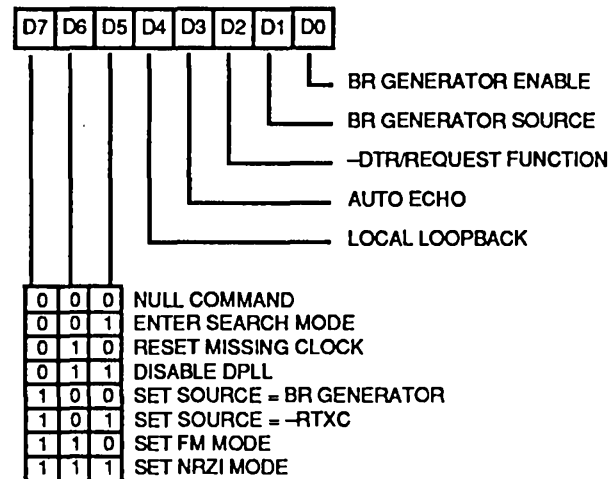 D7 D6 D5 D4 D3 D2 D1 D0
BR GENERATOR ENABLE
BR GENERATOR SOURCE
–DTR/REQUEST FUNCTION
AUTO ECHO
LOCAL LOOPBACK
0 0 0 NULL COMMAND
0 0 1 ENTER SEARCH MODE
0 1 0 RESET MISSING CLOCK
0 1 1 DISABLE DPLL
1 0 0 SET SOURCE = BR GENERATOR
1 0 1 SET SOURCE = –RTXC
1 1 0 SET FM MODE
1 1 1 SET NRZI MODE